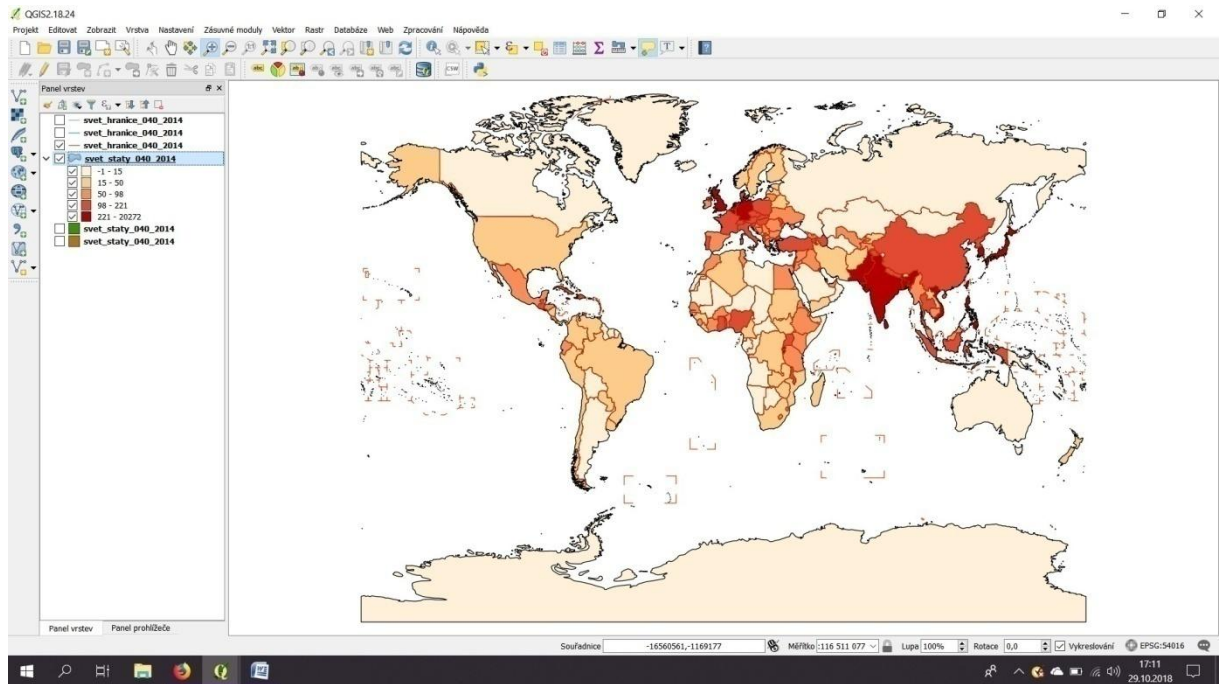 QGIS2.18.24
Projekt Editovat Zobrazit Vrstva Nastavení Zásuvné moduly Vektor Rastr Databáze Web Zpracování Nápověda
Panel vrstev
svet_hranice_040_2014
svet_hranice_040_2014
svet_hranice_040_2014
svet_staty_040_2014
-1 - 15
15 - 50
50 - 98
98 - 221
221 - 20272
svet_staty_040_2014
svet_staty_040_2014
Panel vrstev Panel prohlížeče
Souřadnice -16560561,-1169177 Měřítko :116 511 077 Lupa 100% Rotace 0,0 Vykreslování EPSG:54016
17:11
29.10.2018